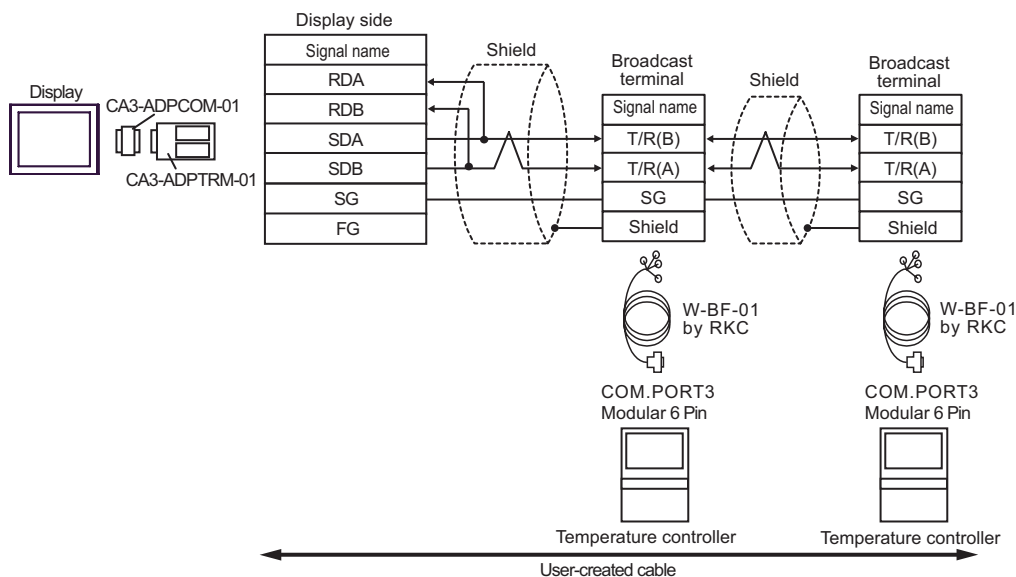 Display
CA3-ADPCOM-01
CA3-ADPTRM-01
Display side
Signal name
RDA
RDB
SDA
SDB
SG
FG
Shield
Broadcast
terminal
Signal name
T/R(B)
T/R(A)
SG
Shield
Shield
Broadcast
terminal
Signal name
T/R(B)
T/R(A)
SG
Shield
W-BF-01
by RKC
COM.PORT3
Modular 6 Pin
Temperature controller
W-BF-01
by RKC
COM.PORT3
Modular 6 Pin
Temperature controller
User-created cable